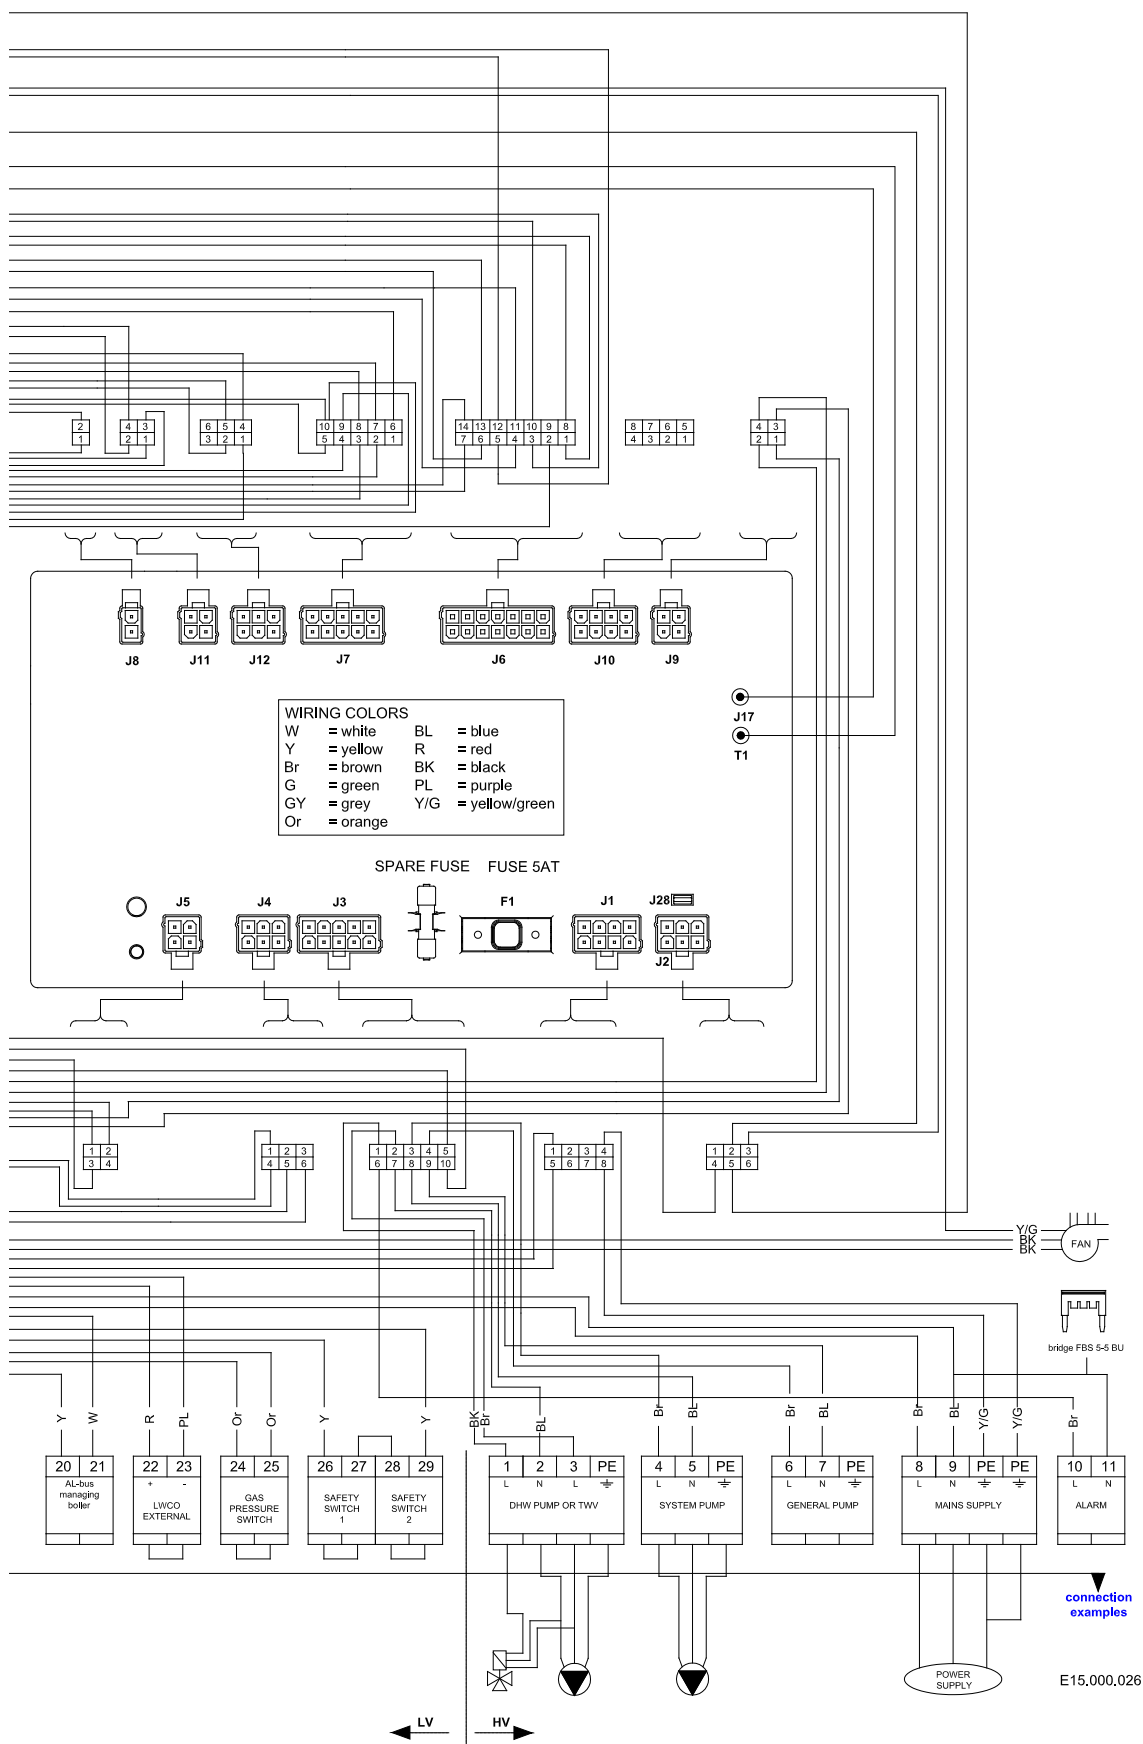 2
1
4 3
2 1
6 5 4
3 2 1
10 9 8 7 6
5 4 3 2 1
14 13 12 11 10 9 8
7 6 5 4 3 2 1
8 7 6 5
4 3 2 1
4 3
2 1
J8
J11
J12
J7
J6
J10
J9
J17
T1
WIRING COLORS
W = white BL = blue
Y = yellow R = red
Br = brown BK = black
G = green PL = purple
GY = grey Y/G = yellow/green
Or = orange
SPARE FUSE FUSE 5AT
J5
J4
J3
F1
J1
J28
J2
1 2
3 4
1 2 3
4 5 6
1 2 3 4 5
6 7 8 9 10
1 2 3 4
5 6 7 8
1 2 3
4 5 6
Y/G
BK
BK
FAN
bridge FBS 5-5 BU
Y W R PL Or Or Y Y BK Br BL Br BL Br BL Br BL Y/G Y/G Br
20 21
AL-bus
managing
boiler
22 23
+ -
LWCO
EXTERNAL
24 25
GAS
PRESSURE
SWITCH
26 27
SAFETY
SWITCH
1
28 29
SAFETY
SWITCH
2
1 2 3 PE
L N L
DHW PUMP OR TWV
4 5 PE
L N
SYSTEM PUMP
6 7 PE
L N
GENERAL PUMP
8 9 PE PE
L N
MAINS SUPPLY
10 11
L N
ALARM
connection
examples
POWER
SUPPLY
E15.000.026
LV HV